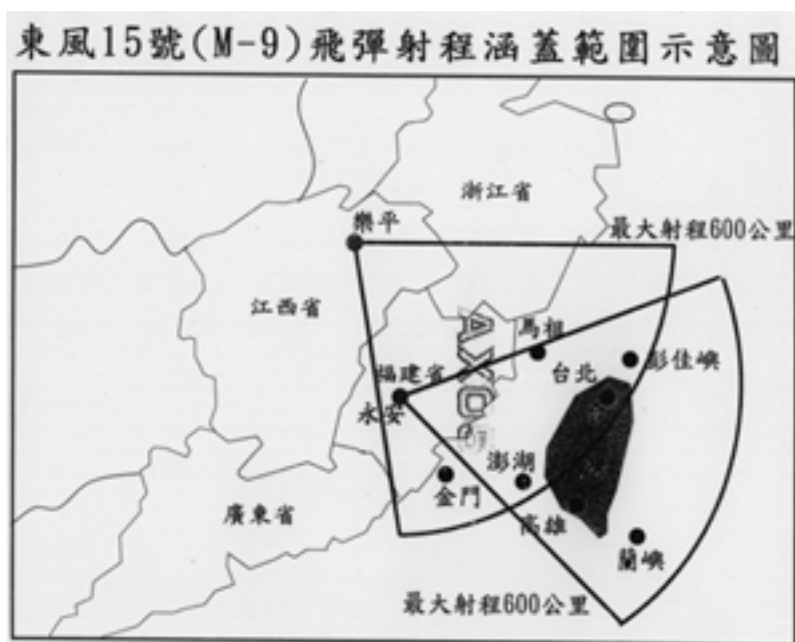 東風15號(M-9)飛彈射程涵蓋範圍示意圖
浙江省
樂平
最大射程600公里
江西省
馬祖
彭佳嶼
台北
福建省
永安
澎湖
金門
高雄
廣東省
蘭嶼
最大射程600公里